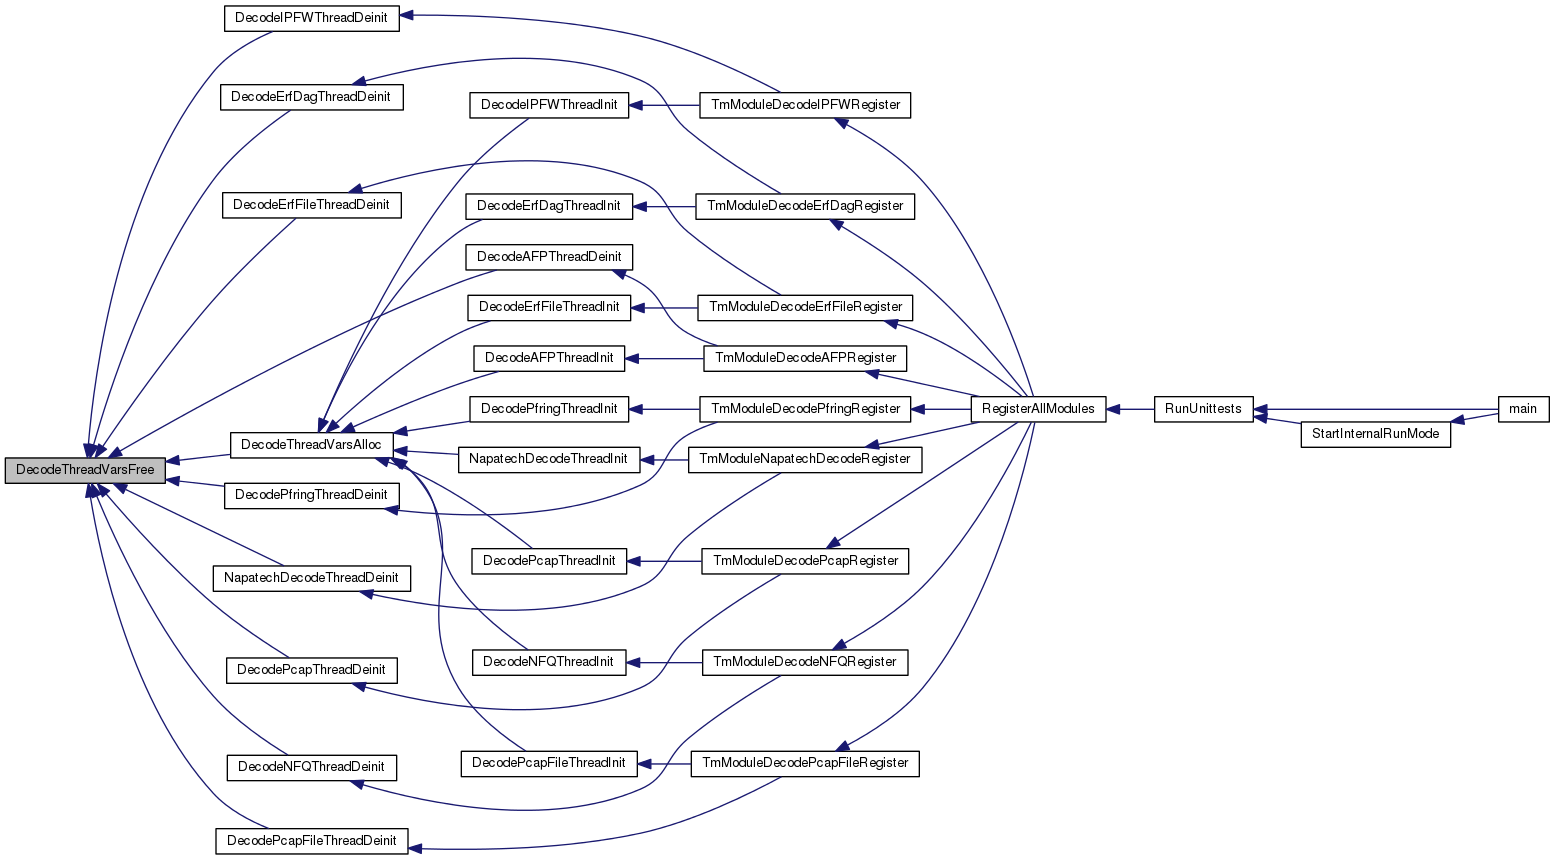 DecodeIPFWThreadDeinit
DecodeErfDagThreadDeinit
DecodeIPFWThreadInit
TmModuleDecodeIPFWRegister
DecodeErfFileThreadDeinit
DecodeErfDagThreadInit
TmModuleDecodeErfDagRegister
DecodeAFPThreadDeinit
DecodeErfFileThreadInit
TmModuleDecodeErfFileRegister
DecodeAFPThreadInit
TmModuleDecodeAFPRegister
DecodePfringThreadInit
TmModuleDecodePfringRegister
RegisterAllModules
RunUnittests
main
StartInternalRunMode
DecodeThreadVarsAlloc
NapatechDecodeThreadInit
TmModuleNapatechDecodeRegister
DecodeThreadVarsFree
DecodePfringThreadDeinit
DecodePcapThreadInit
TmModuleDecodePcapRegister
NapatechDecodeThreadDeinit
DecodePcapThreadDeinit
DecodeNFQThreadInit
TmModuleDecodeNFQRegister
DecodeNFQThreadDeinit
DecodePcapFileThreadInit
TmModuleDecodePcapFileRegister
DecodePcapFileThreadDeinit